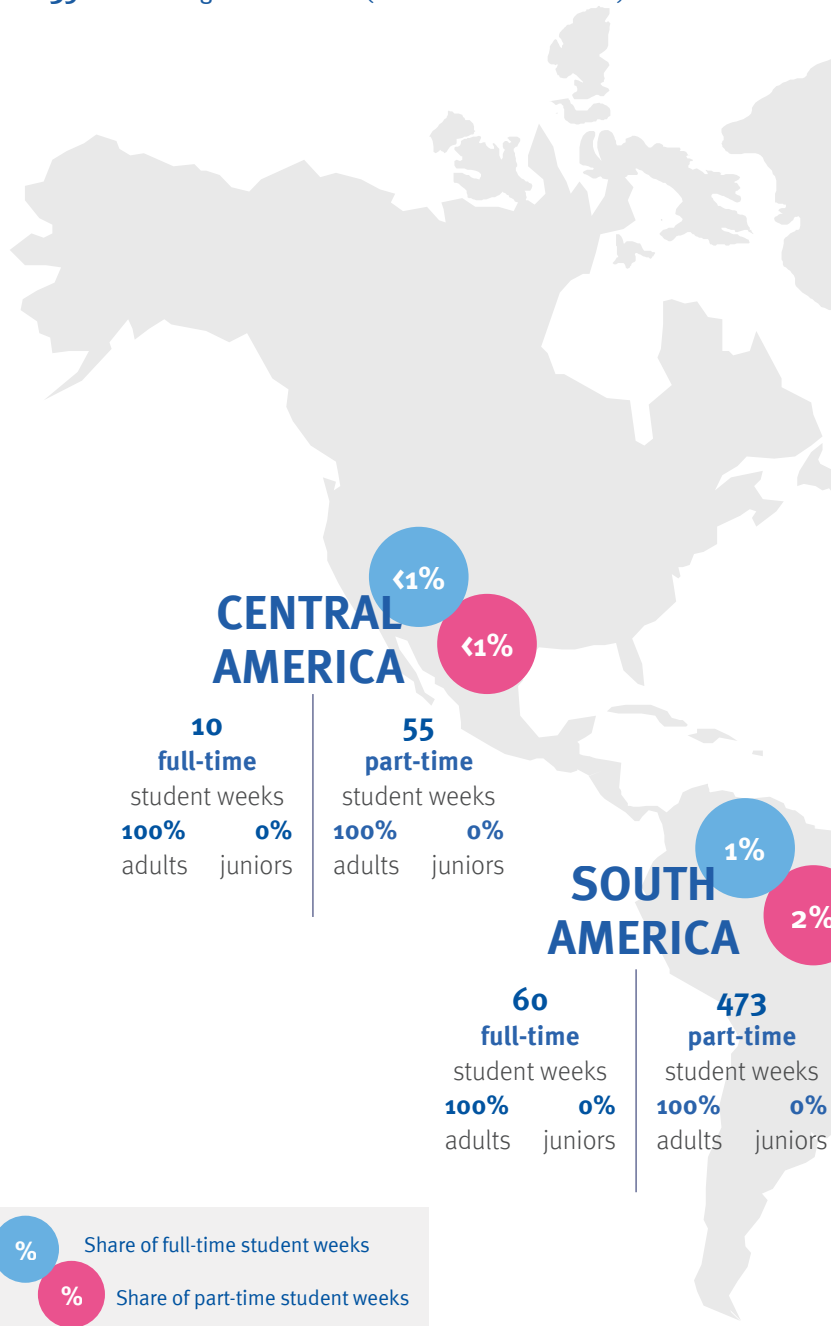 <1%
CENTRAL
AMERICA
<1%
10
full-time
student weeks
100% 0%
adults juniors
55
part-time
student weeks
100% 0%
adults juniors
1%
SOUTH
AMERICA
2%
60
full-time
student weeks
100% 0%
adults juniors
473
part-time
student weeks
100% 0%
adults juniors
% Share of full-time student weeks
% Share of part-time student weeks